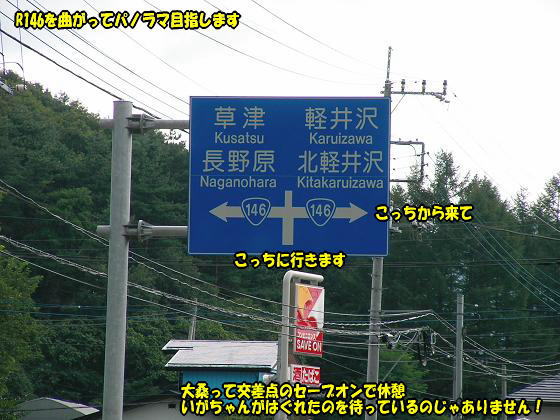 R146を曲がってパノラマ目指します
草津
Kusatsu
軽井沢
Karuizawa
長野原
Naganohara
北軽井沢
Kitakaruizawa
146
146
こっちから来て
こっちに行きます
SAVE ON
酒たばこ
大桑って交差点のセーブオンで休憩
いがちゃんがはぐれたのを待っているのじゃありません！